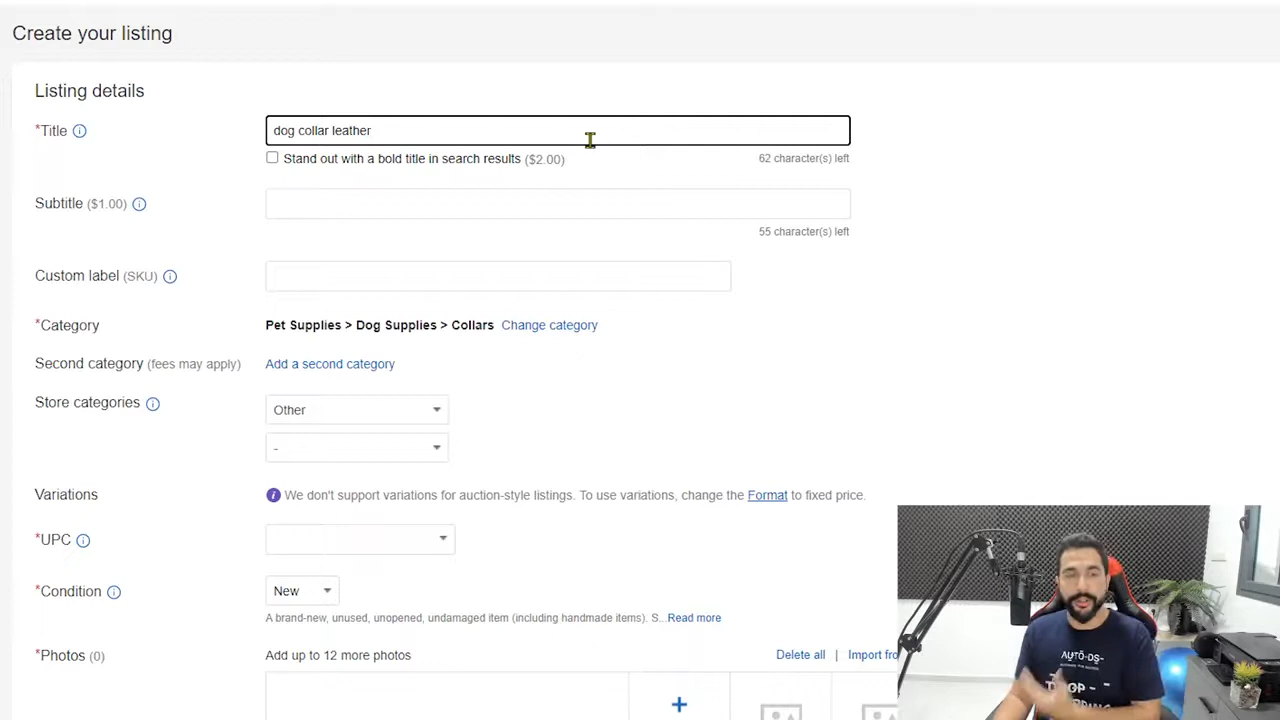 Create your listing
Listing details
*Title
dog collar leather
Stand out with a bold title in search results ($2.00)
62 character(s) left
Subtitle ($1.00)
55 character(s) left
Custom label (SKU)
*Category
Pet Supplies > Dog Supplies > Collars Change category
Second category (fees may apply)
Add a second category
Store categories
Other
-
Variations
We don't support variations for auction-style listings. To use variations, change the Format to fixed price.
*UPC
*Condition
New
A brand-new, unused, unopened, undamaged item (including handmade items). S...Read more
*Photos (0)
Add up to 12 more photos
Delete all | Import fro
AUTO-DS-
DROP